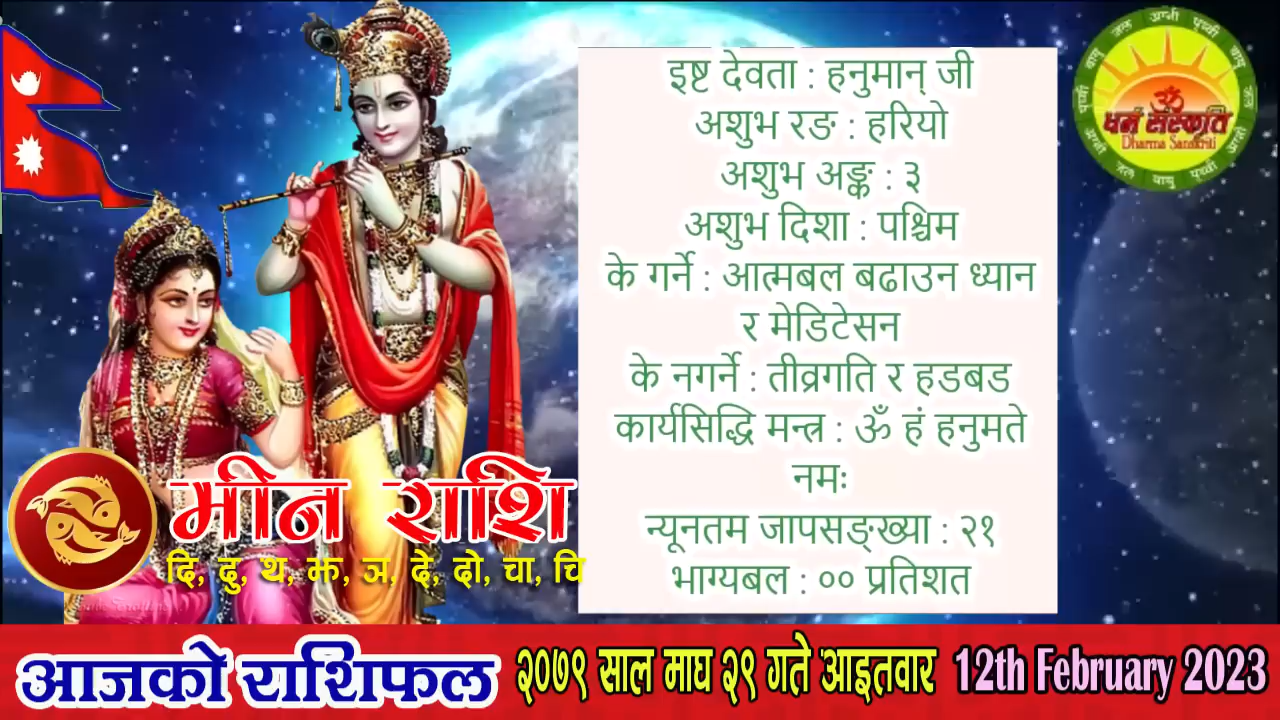 इष्ट देवता : हनुमान् जी
अशुभ रङ : हरियो
अशुभ अङ्क : ३
अशुभ दिशा : पश्चिम
के गर्ने : आत्मबल बढाउन ध्यान
र मेडिटेसन
के नगर्ने : तीव्रगति र हडबड
कार्यसिद्धि मन्त्र : ॐ हं हनुमते
नमः
न्यूनतम जापसङ्ख्या : २१
भाग्यबल : ०० प्रतिशत
ॐ
धर्म संस्कृति
Dharma Sanskriti
मीन राशि
दि, दु, थ, झ, ञ, दे, दो, चा, चि
आजको राशिफल
२०७९ साल माघ २९ गते आइतवार 12th February 2023